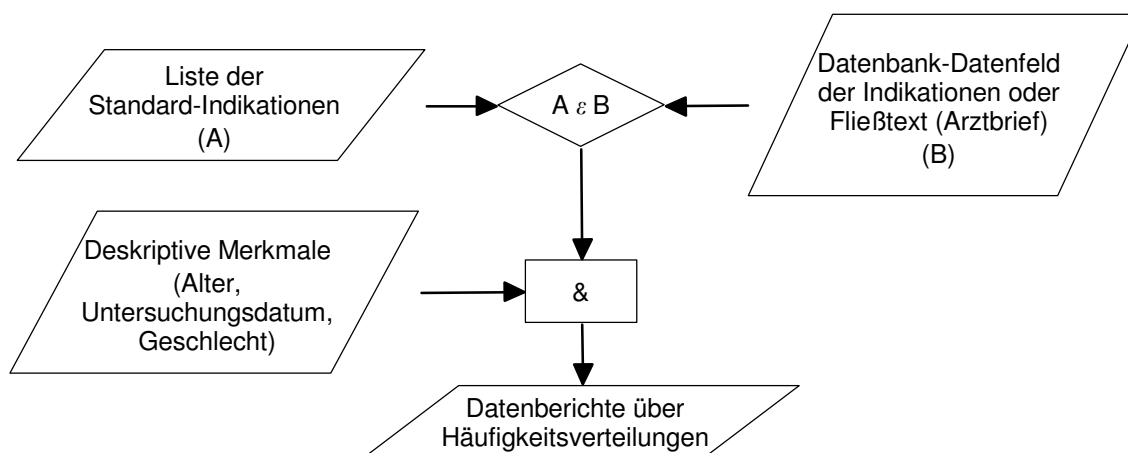 Liste der
Standard-Indikationen
(A)
A ε B
Datenbank-Datenfeld
der Indikationen oder
Fließtext (Arztbrief)
(B)
Deskriptive Merkmale
(Alter,
Untersuchungsdatum,
Geschlecht)
&
Datenberichte über
Häufigkeitsverteilungen